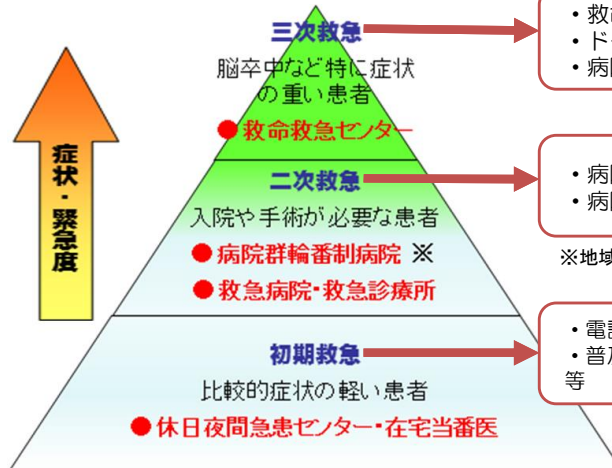 三次救急
脳卒中など特に症状
の重い患者
●救命救急センター
・救
・ド
・病
症状・緊急度
二次救急
入院や手術が必要な患者
●病院群輪番制病院 ※
●救急病院・救急診療所
・病
・病
※地域
初期救急
比較的症状の軽い患者
●休日夜間急患センター・在宅当番医
・電
・普
等